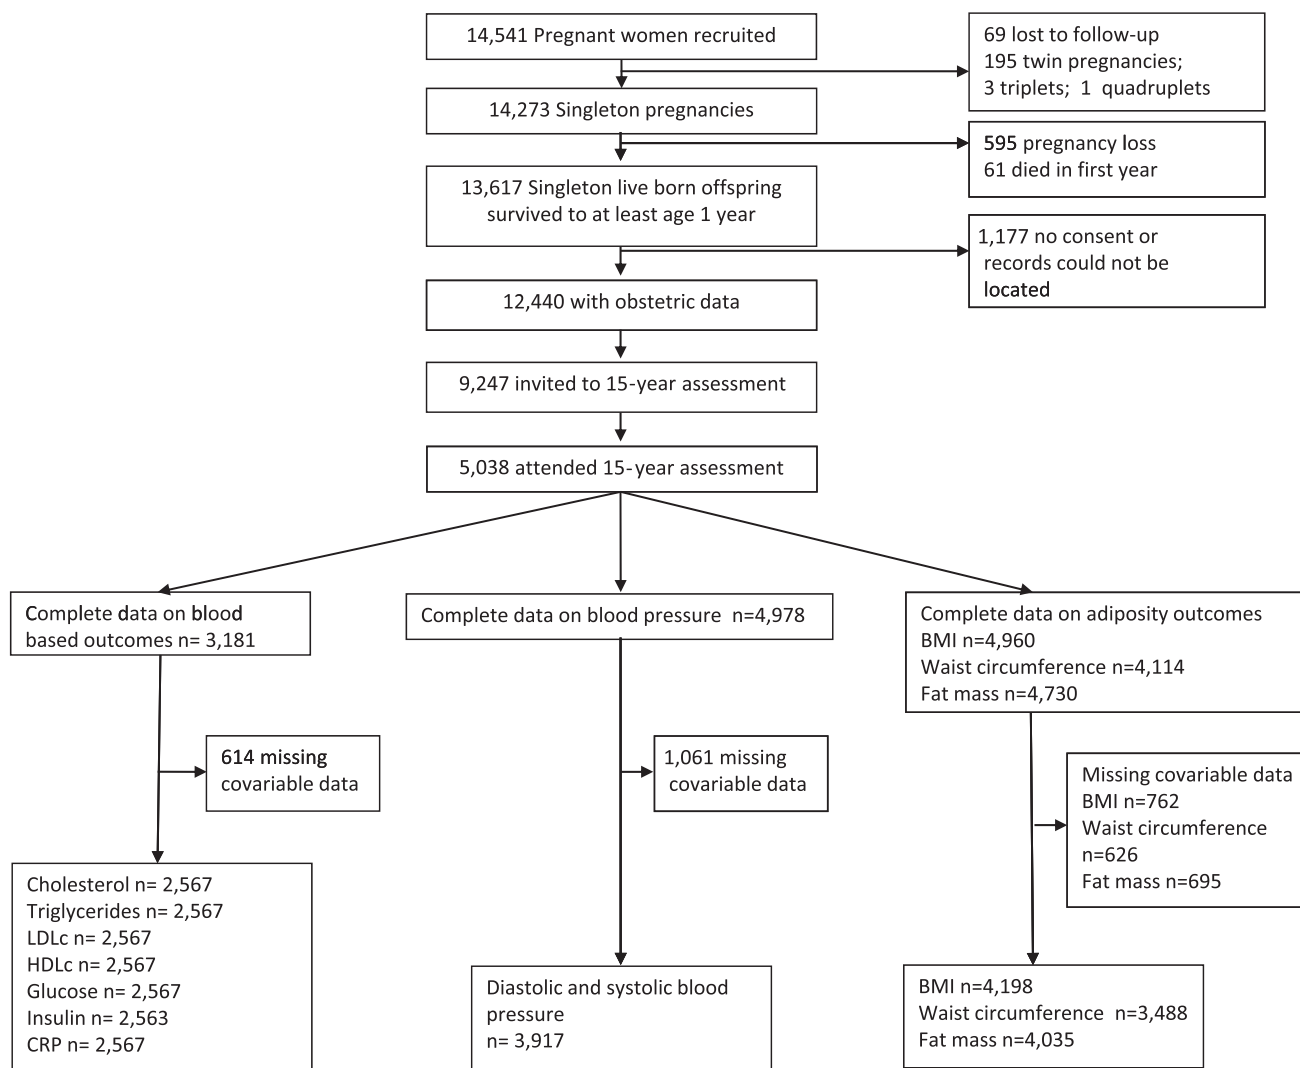 14,541 Pregnant women recruited
69 lost to follow-up
195 twin pregnancies;
3 triplets; 1 quadruplets
14,273 Singleton pregnancies
595 pregnancy loss
61 died in first year
13,617 Singleton live born offspring
survived to at least age 1 year
1,177 no consent or
records could not be
located
12,440 with obstetric data
9,247 invited to 15-year assessment
5,038 attended 15-year assessment
Complete data on blood
based outcomes n= 3,181
Complete data on blood pressure n=4,978
Complete data on adiposity outcomes
BMI n=4,960
Waist circumference n=4,114
Fat mass n=4,730
614 missing
covariable data
1,061 missing
covariable data
Missing covariable data
BMI n=762
Waist circumference
n=626
Fat mass n=695
Cholesterol n= 2,567
Triglycerides n= 2,567
LDLc n= 2,567
HDLc n= 2,567
Glucose n= 2,567
Insulin n= 2,563
CRP n= 2,567
Diastolic and systolic blood
pressure
n= 3,917
BMI n=4,198
Waist circumference n=3,488
Fat mass n=4,035